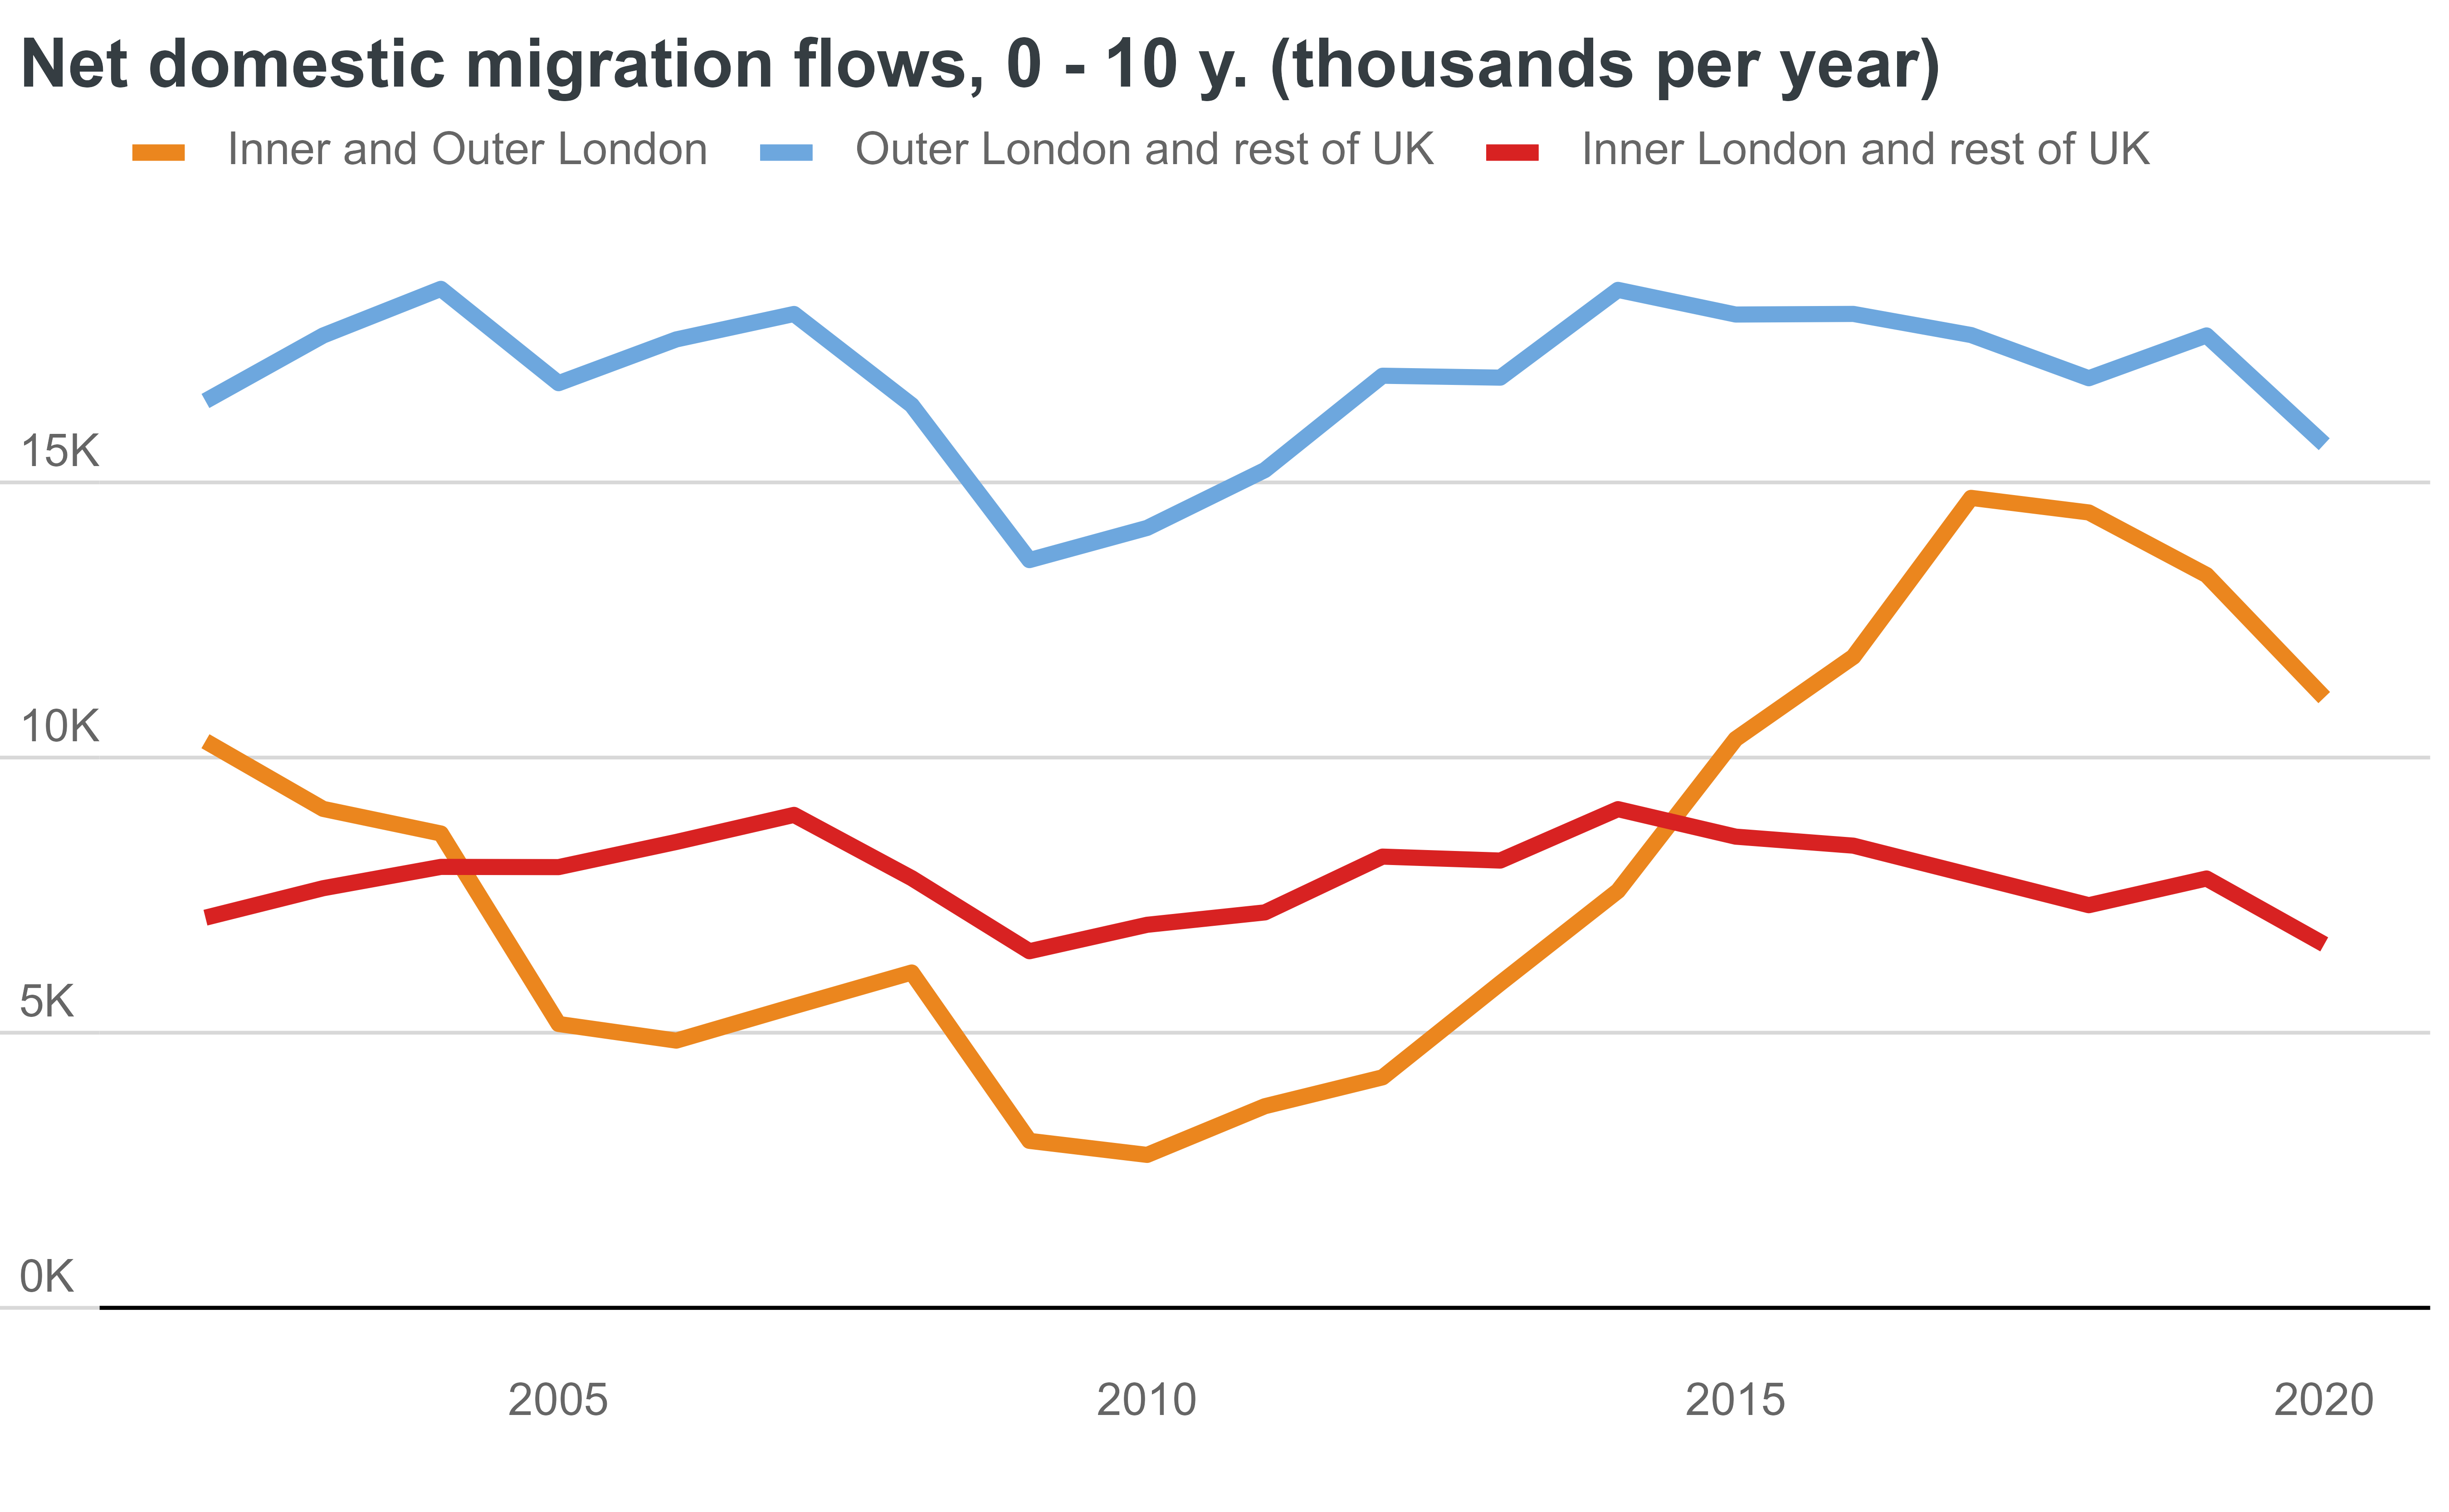 Net domestic migration flows, 0 - 10 y. (thousands per year)
Inner and Outer London Outer London and rest of UK Inner London and rest of UK
15K
10K
5K
0K
2005 2010 2015 2020